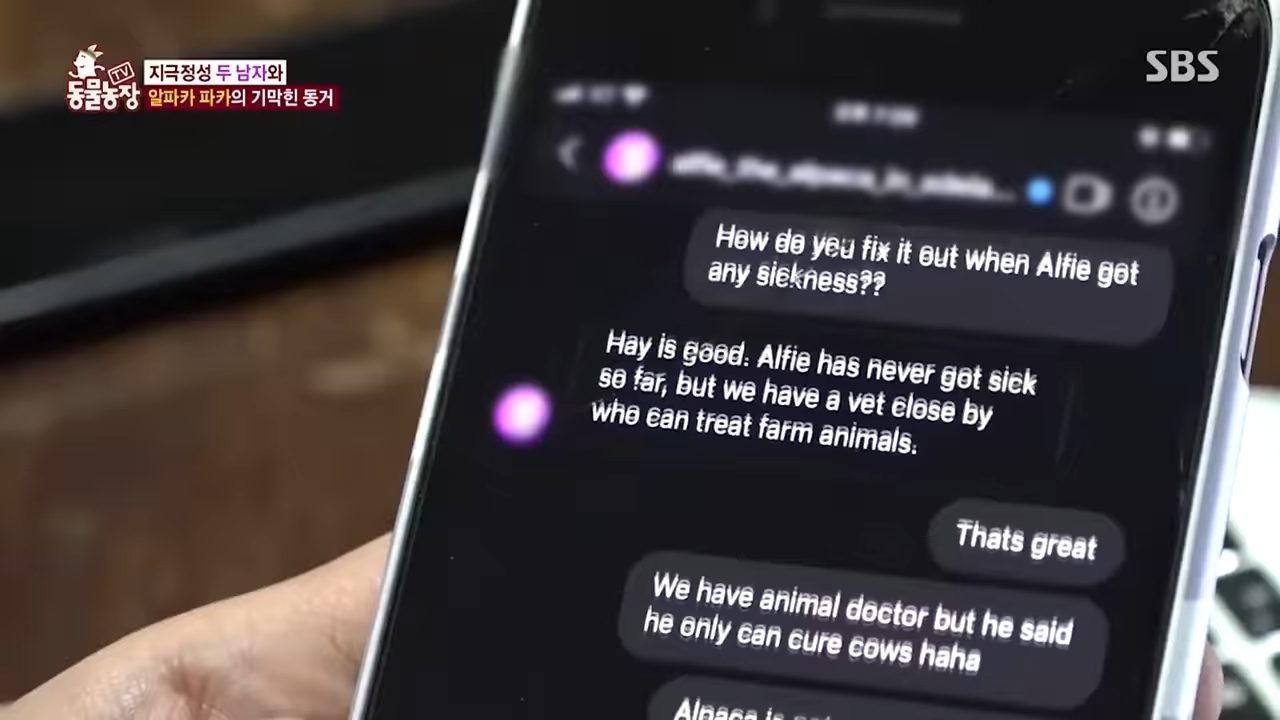 동물농장
TV
지극정성 두 남자와
알파카 파카의 기막힌 동거
SBS
How do you fix it out when Alfie got
any sickness??
Hay is good. Alfie has never got sick
so far, but we have a vet close by
who can treat farm animals.
Thats great
We have animal doctor but he said
he only can cure cows haha
Alpaca is